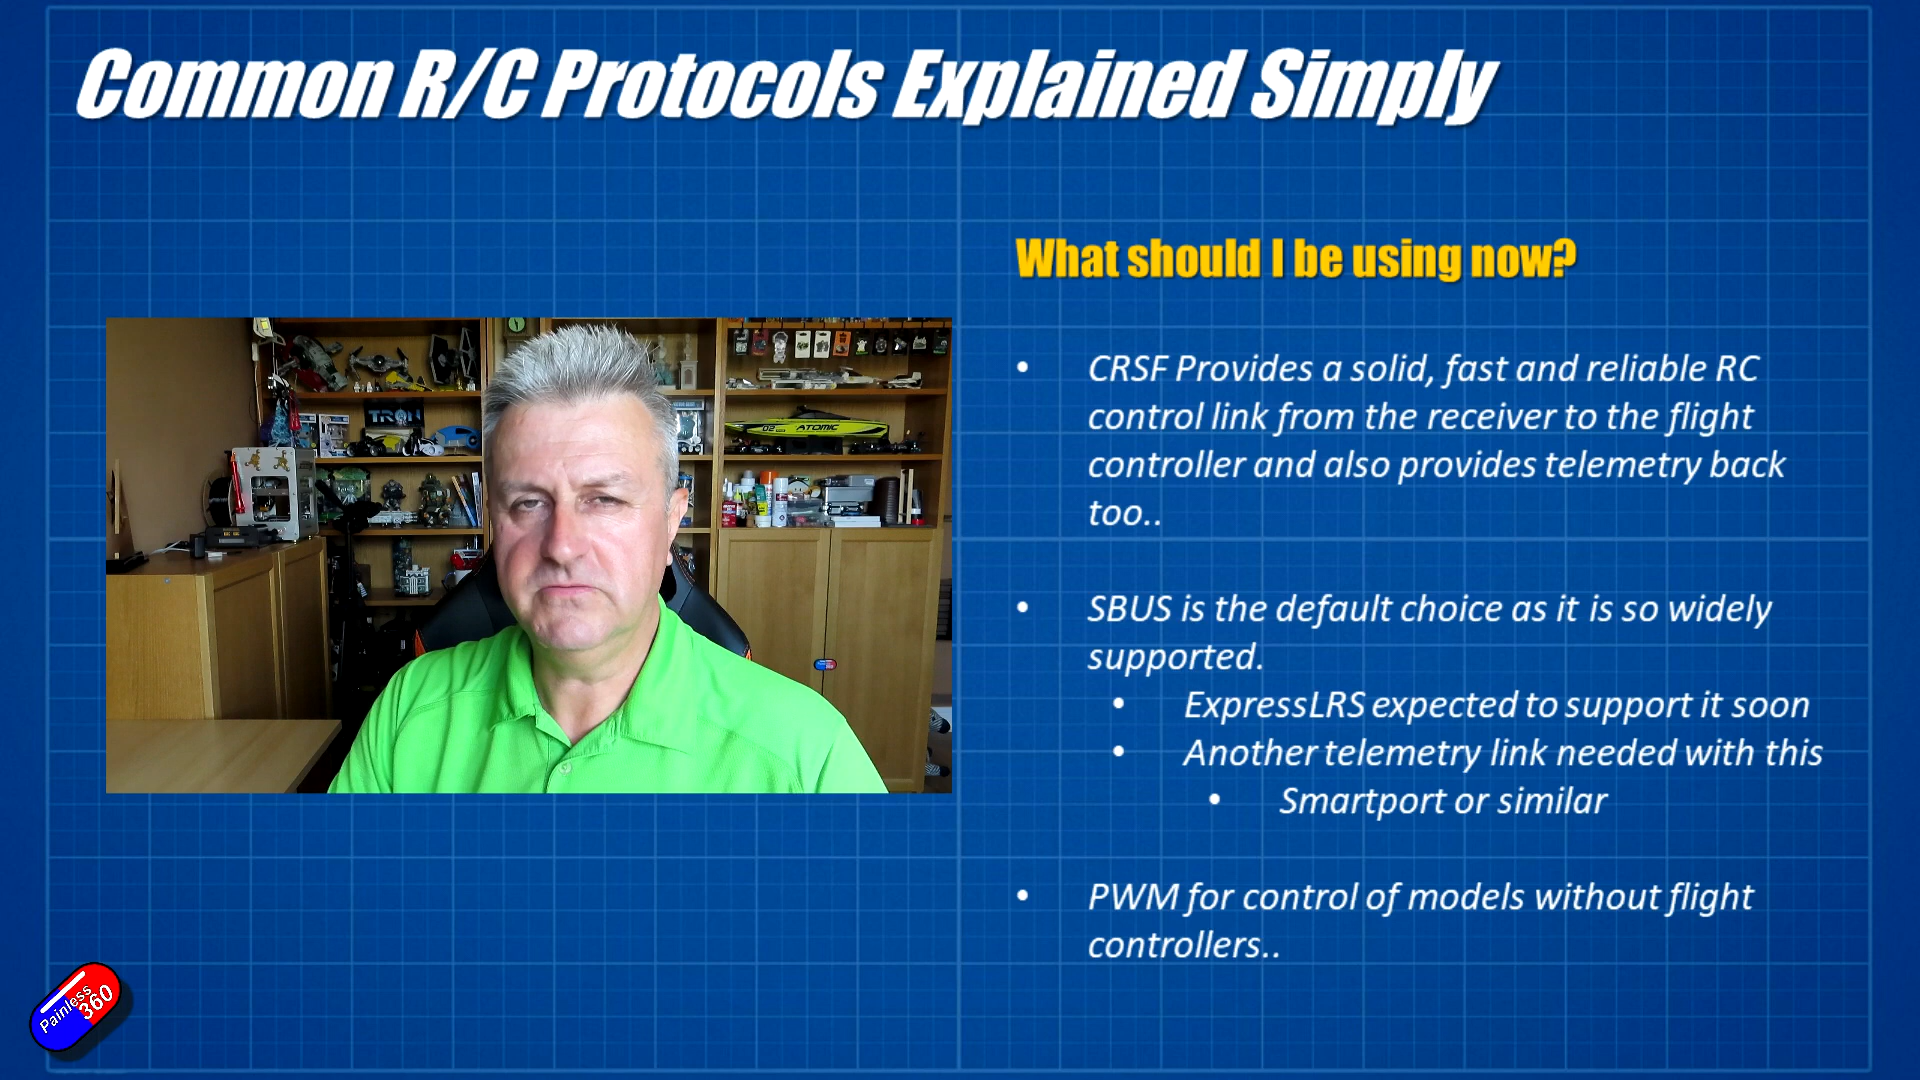 Common R/C Protocols Explained Simply
What should I be using now?
• CRSF Provides a solid, fast and reliable RC
control link from the receiver to the flight
controller and also provides telemetry back
too..
• SBUS is the default choice as it is so widely
supported.
• ExpressLRS expected to support it soon
• Another telemetry link needed with this
• Smartport or similar
• PWM for control of models without flight
controllers..
TRON
02 ATOMIC
Painless
360